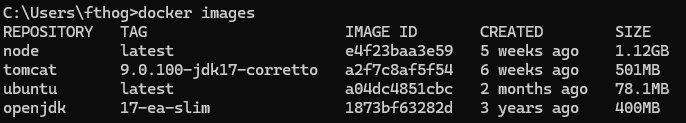 C:\Users\fthog>docker images
REPOSITORY   TAG                      IMAGE ID       CREATED        SIZE
node         latest                   e4f23baa3e59   5 weeks ago    1.12GB
tomcat       9.0.100-jdk17-corretto   a2f7c8af5f54   6 weeks ago    501MB
ubuntu       latest                   a04dc4851cbc   2 months ago   78.1MB
openjdk      17-ea-slim               1873bf63282d   3 years ago    400MB